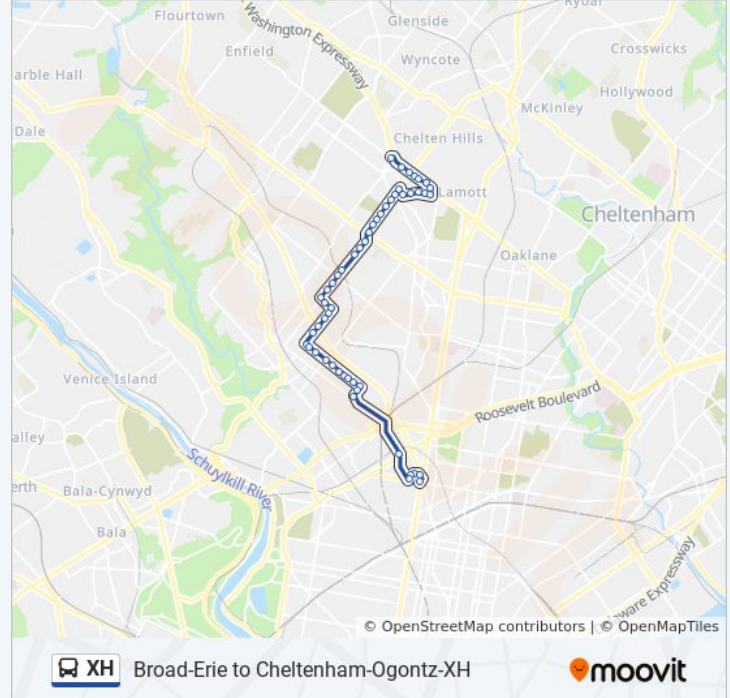 Flourtown
Washington Expressway
Glenside
Rydal
Enfield
Wyncote
Crosswicks
arble Hall
Hollywood
McKinley
Dale
Chelten Hills
Lamott
Cheltenham
Oaklane
Venice Island
Roosevelt Boulevard
alley
Schuylkill River
erth
Bala-Cynwyd
Bala
aware Expressway
© OpenStreetMap contributors | © OpenMapTiles
XH Broad-Erie to Cheltenham-Ogontz-XH
moovit